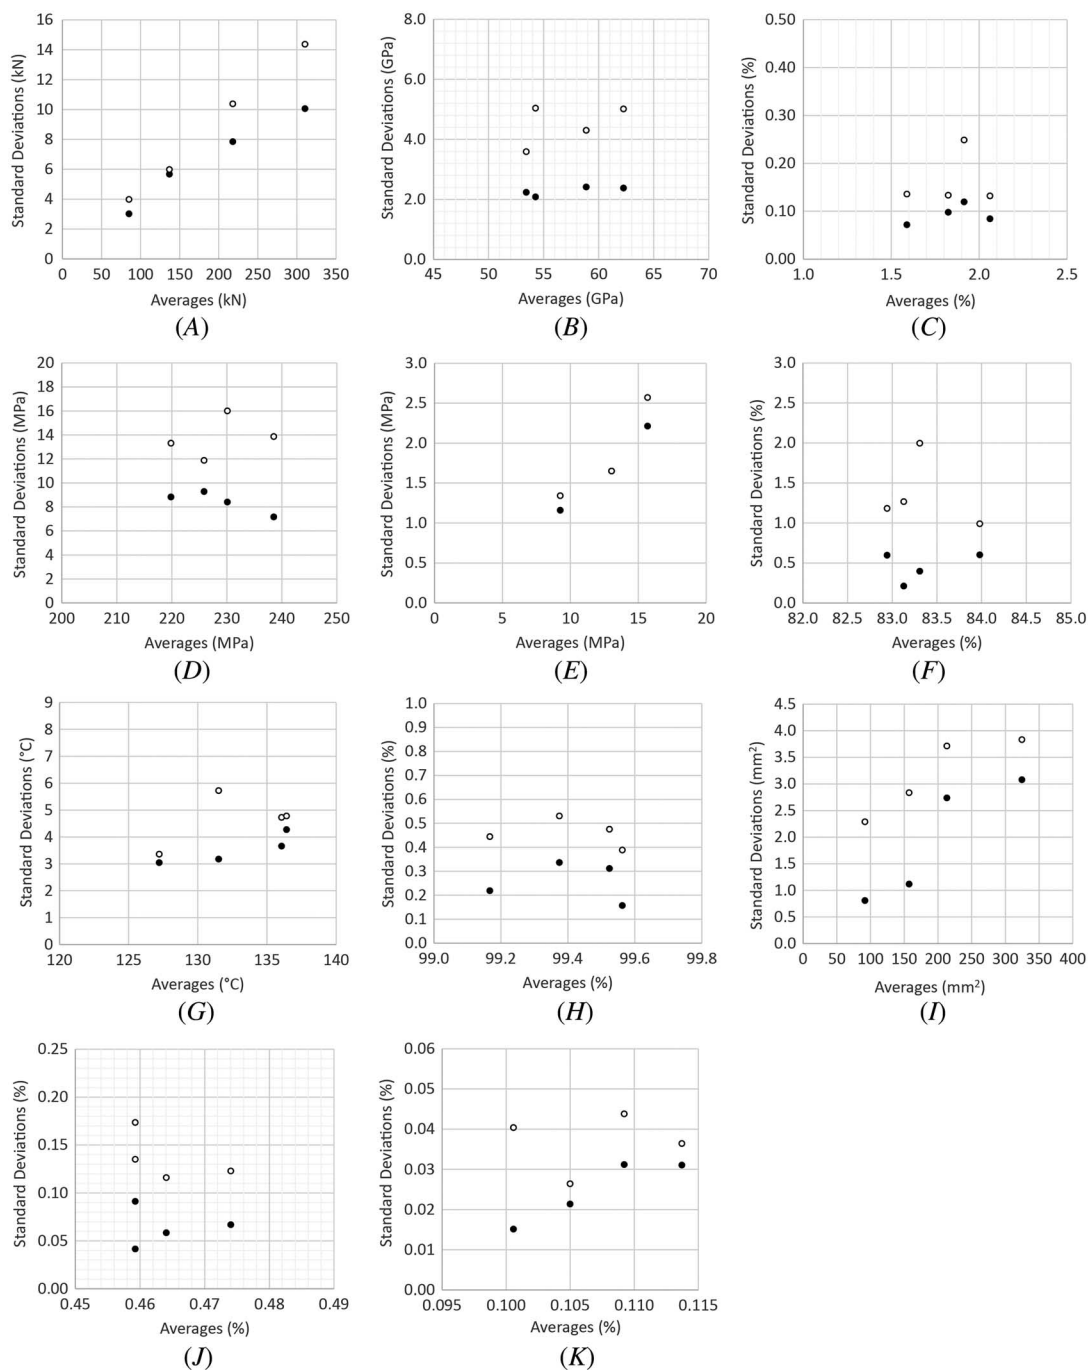 Standard Deviations (kN)
16
14
12
10
8
6
4
2
0
0 50 100 150 200 250 300 350
Averages (kN)
(A)
Standard Deviations (GPa)
8.0
6.0
4.0
2.0
0.0
45 50 55 60 65 70
Averages (GPa)
(B)
Standard Deviations (%)
0.50
0.40
0.30
0.20
0.10
0.00
1.0 1.5 2.0 2.5
Averages (%)
(C)
Standard Deviations (MPa)
20
18
16
14
12
10
8
6
4
2
0
200 210 220 230 240 250
Averages (MPa)
(D)
Standard Deviations (MPa)
3.0
2.5
2.0
1.5
1.0
0.5
0.0
0 5 10 15 20
Averages (MPa)
(E)
Standard Deviations (%)
3.0
2.5
2.0
1.5
1.0
0.5
0.0
82.0 82.5 83.0 83.5 84.0 84.5 85.0
Averages (%)
(F)
Standard Deviations (°C)
9
8
7
6
5
4
3
2
1
0
120 125 130 135 140
Averages (°C)
(G)
Standard Deviations (%)
1.0
0.9
0.8
0.7
0.6
0.5
0.4
0.3
0.2
0.1
0.0
99.0 99.2 99.4 99.6 99.8
Averages (%)
(H)
Standard Deviations (mm²)
4.5
4.0
3.5
3.0
2.5
2.0
1.5
1.0
0.5
0.0
0 50 100 150 200 250 300 350 400
Averages (mm²)
(I)
Standard Deviations (%)
0.25
0.20
0.15
0.10
0.05
0.00
0.45 0.46 0.47 0.48 0.49
Averages (%)
(J)
Standard Deviations (%)
0.06
0.05
0.04
0.03
0.02
0.01
0.00
0.095 0.100 0.105 0.110 0.115
Averages (%)
(K)